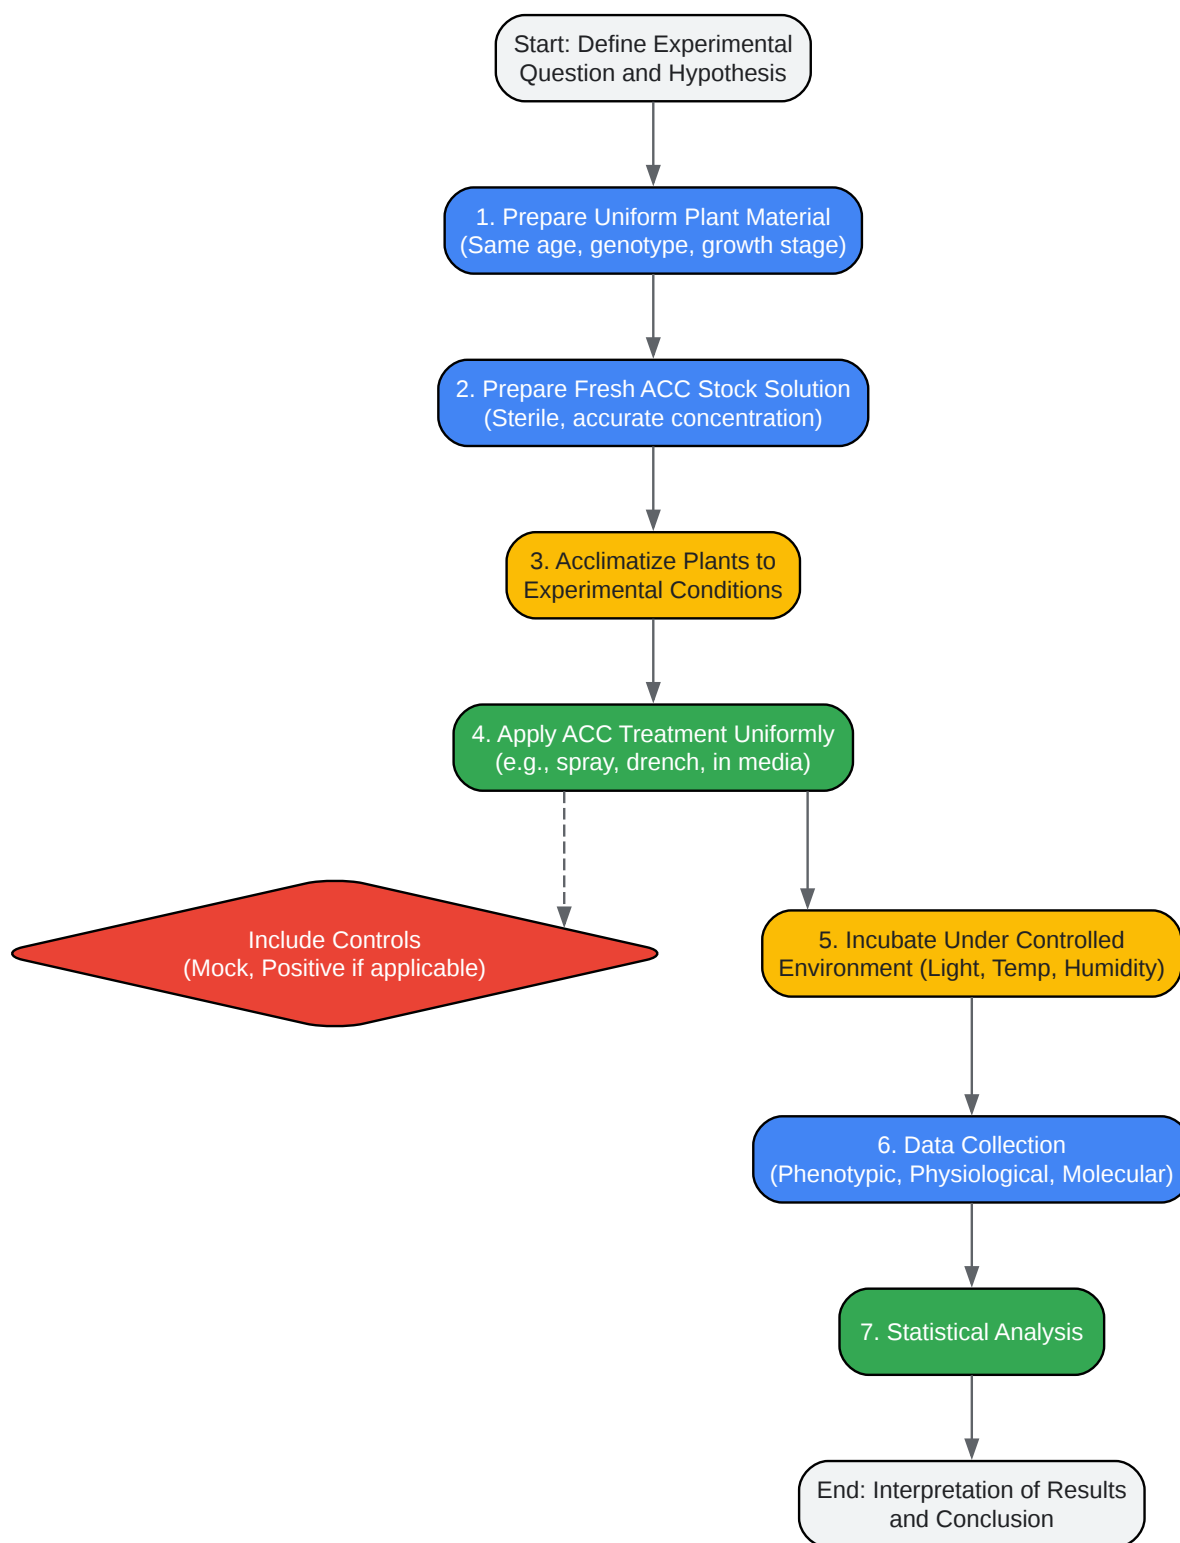 Start: Define Experimental
Question and Hypothesis
1. Prepare Uniform Plant Material
(Same age, genotype, growth stage)
2. Prepare Fresh ACC Stock Solution
(Sterile, accurate concentration)
3. Acclimatize Plants to
Experimental Conditions
4. Apply ACC Treatment Uniformly
(e.g., spray, drench, in media)
Include Controls
(Mock, Positive if applicable)
5. Incubate Under Controlled
Environment (Light, Temp, Humidity)
6. Data Collection
(Phenotypic, Physiological, Molecular)
7. Statistical Analysis
End: Interpretation of Results
and Conclusion